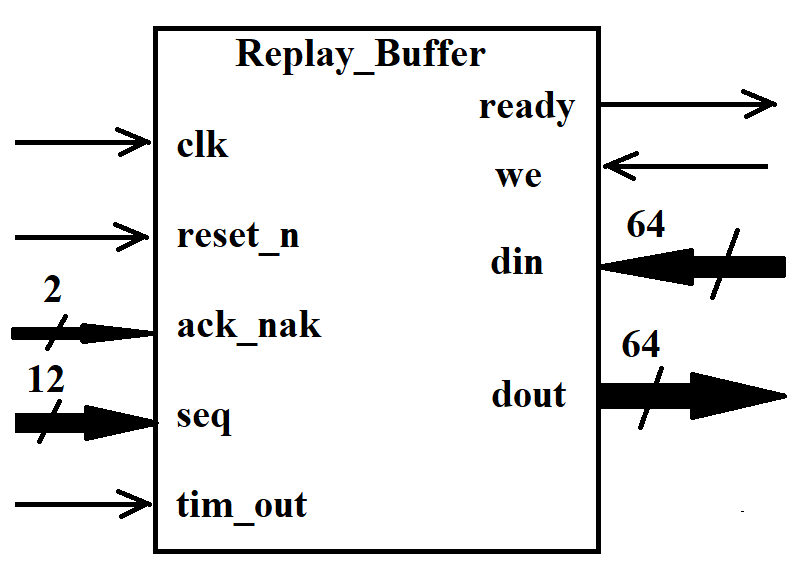 Replay_Buffer
ready
clk
we
64
reset_n
din
2
ack_nak
64
12
dout
seq
tim_out